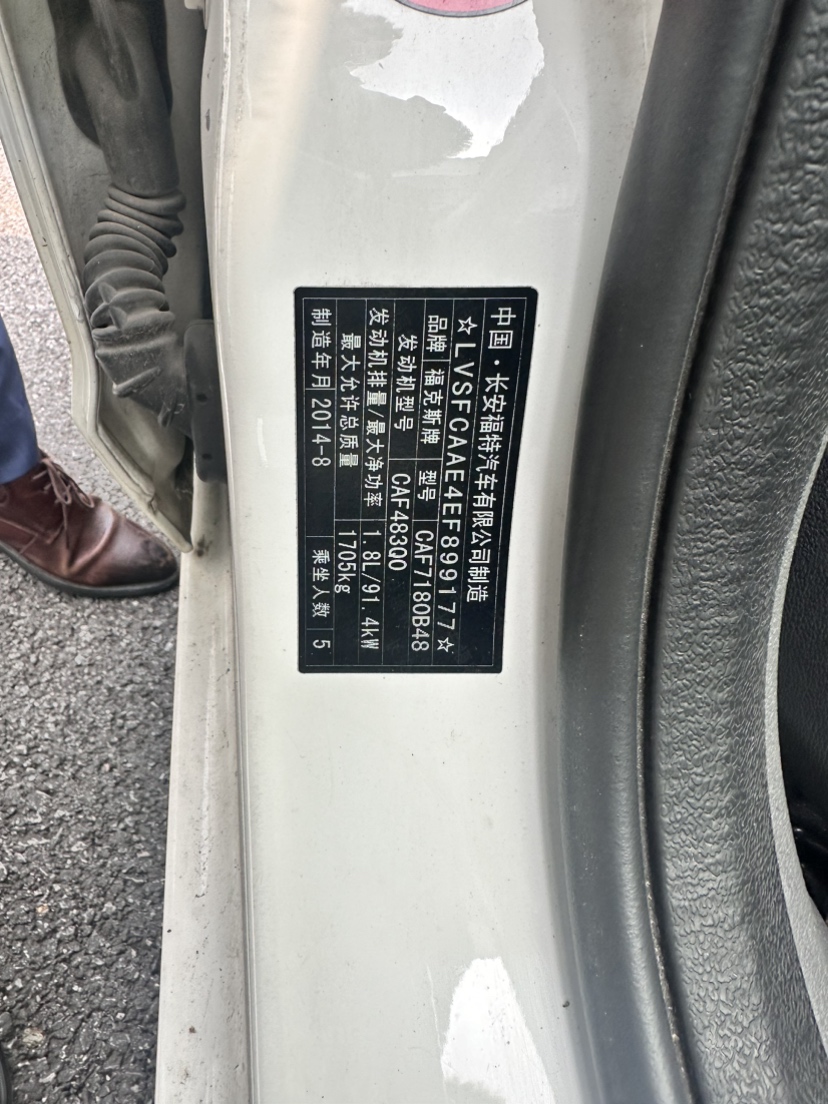 中国·长安福特汽车有限公司制造
☆LVSFCAAE4EF899177☆
品牌 福克斯牌 型号 CAF7180B48
发动机型号 CAF483Q0
发动机排量/最大净功率 1.8L/91.4kW
最大允许总质量 1705kg
制造年月 2014-8 乘坐人数 5